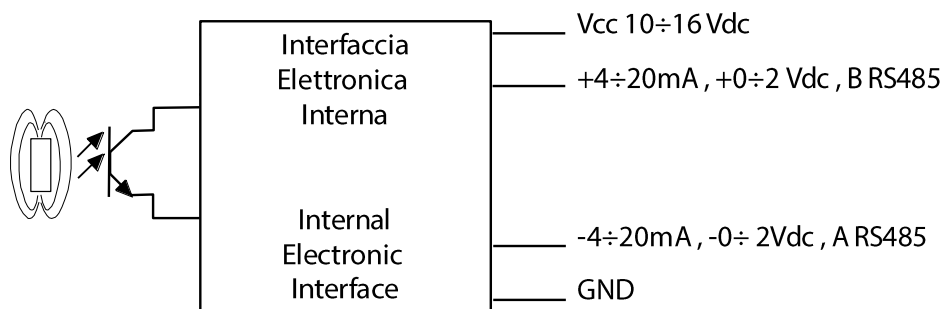 Interfaccia
Elettronica
Interna
Internal
Electronic
Interface
Vcc 10÷16 Vdc
+4÷20mA , +0÷2 Vdc , B RS485
-4÷20mA , -0÷ 2Vdc , A RS485
GND